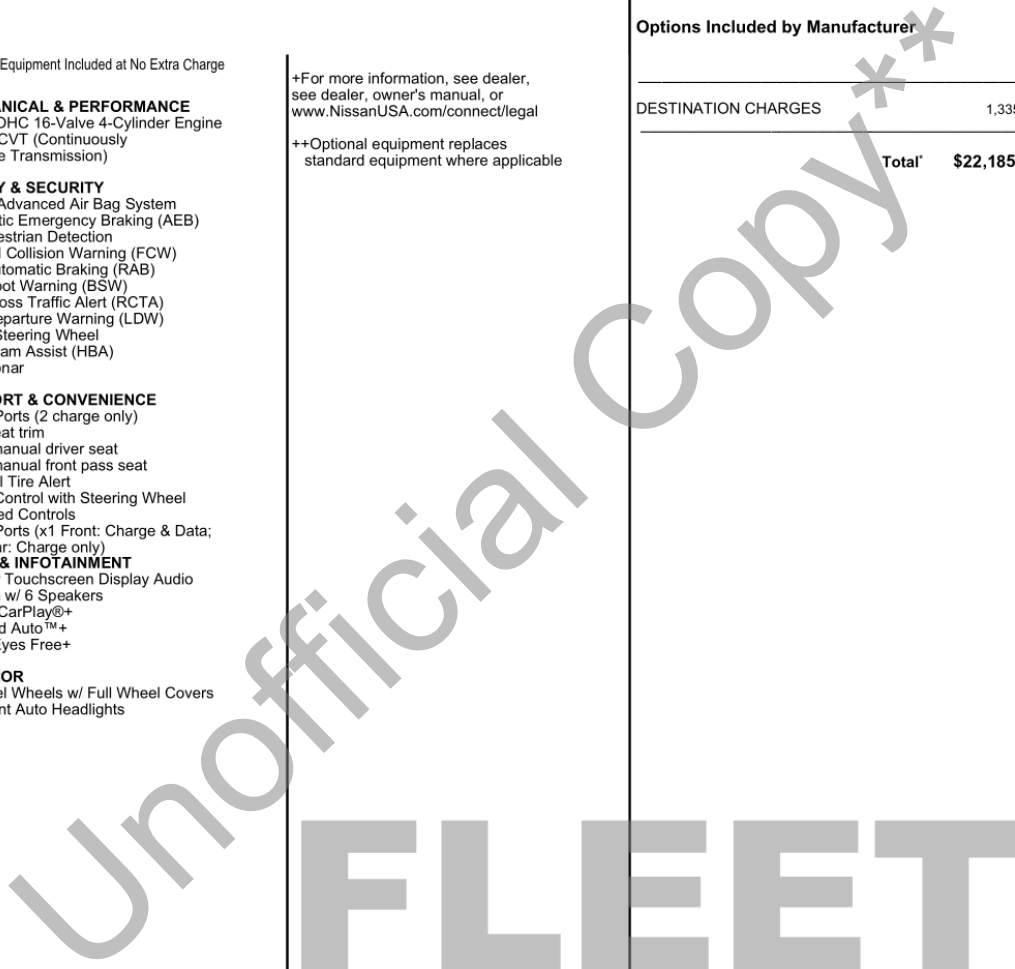 Equipment Included at No Extra Charge
ANICAL & PERFORMANCE
OHC 16-Valve 4-Cylinder Engine
CVT (Continuously
e Transmission)
Y & SECURITY
Advanced Air Bag System
tic Emergency Braking (AEB)
estrian Detection
l Collision Warning (FCW)
utomatic Braking (RAB)
pot Warning (BSW)
oss Traffic Alert (RCTA)
eparture Warning (LDW)
Steering Wheel
am Assist (HBA)
onar
ORT & CONVENIENCE
Ports (2 charge only)
eat trim
manual driver seat
manual front pass seat
l Tire Alert
Control with Steering Wheel
ed Controls
Ports (x1 Front: Charge & Data;
ar: Charge only)
& INFOTAINMENT
Touchscreen Display Audio
w/ 6 Speakers
CarPlay®+
d Auto™+
Eyes Free+
OR
el Wheels w/ Full Wheel Covers
nt Auto Headlights
+For more information, see dealer,
see dealer, owner's manual, or
www.NissanUSA.com/connect/legal
++Optional equipment replaces
standard equipment where applicable
Options Included by Manufacturer
DESTINATION CHARGES 1,335
Total* $22,185
Unofficial Copy**
FLEET